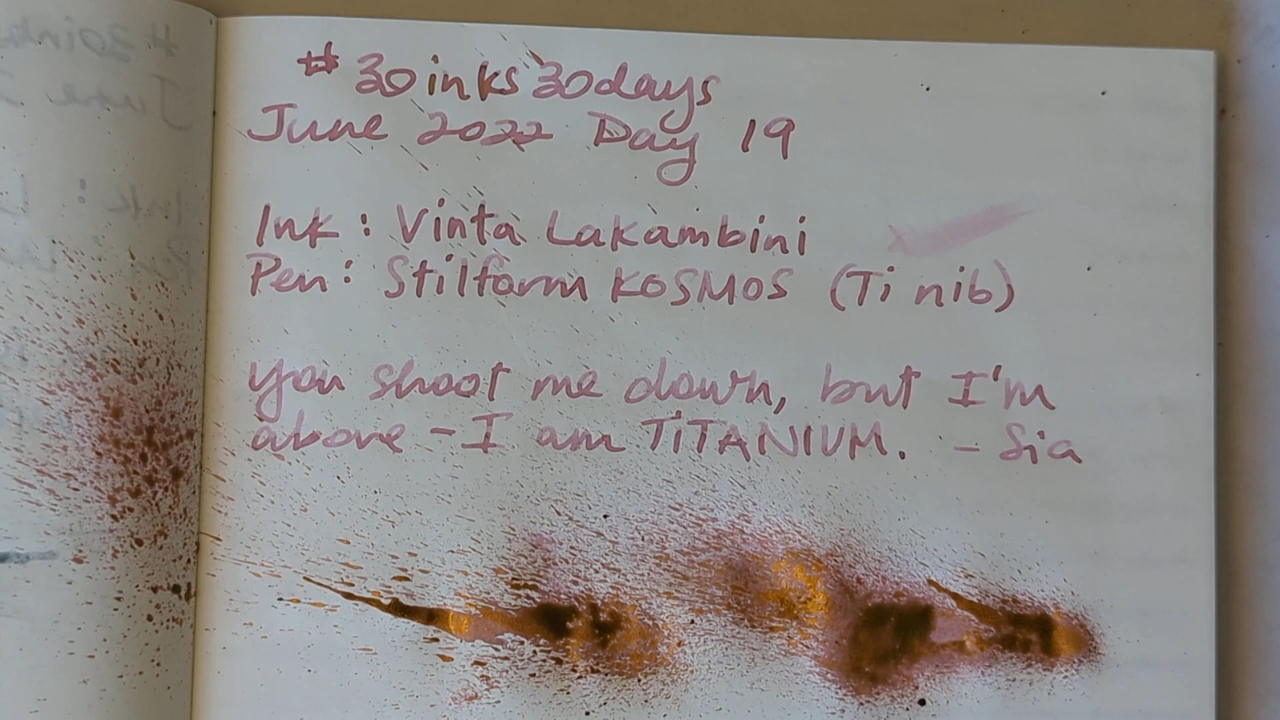 #30inks30days
June 2022 Day 19
Ink: Vinta Lakambini
Pen: Stilform KOSMOS (Ti nib)
You shoot me down, but I'm
above - I am TiTANIUM. - Sia